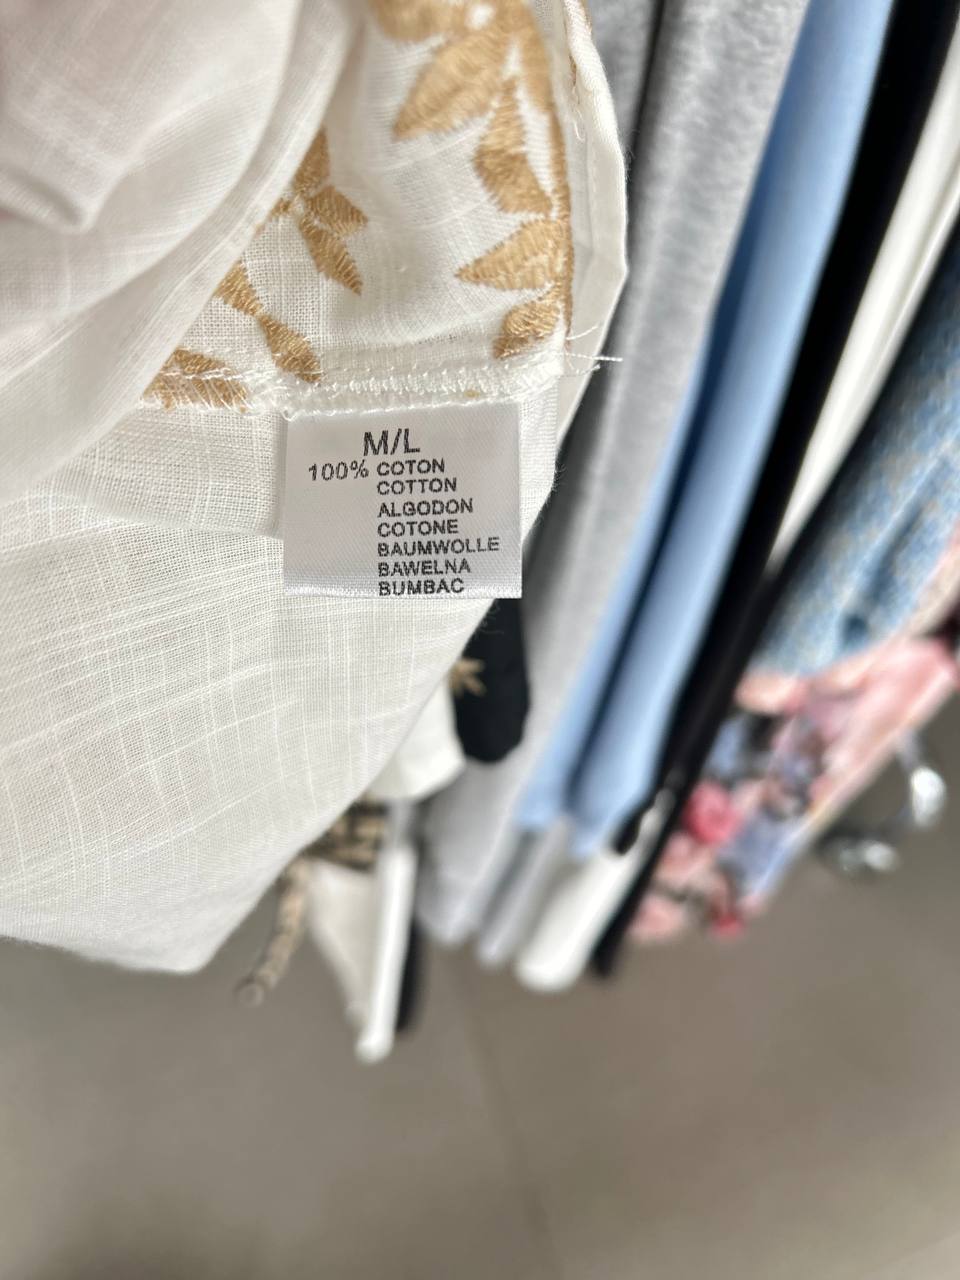 M/L
100% COTON
COTTON
ALGODON
COTONE
BAUMWOLLE
BAWELNA
BUMBAC